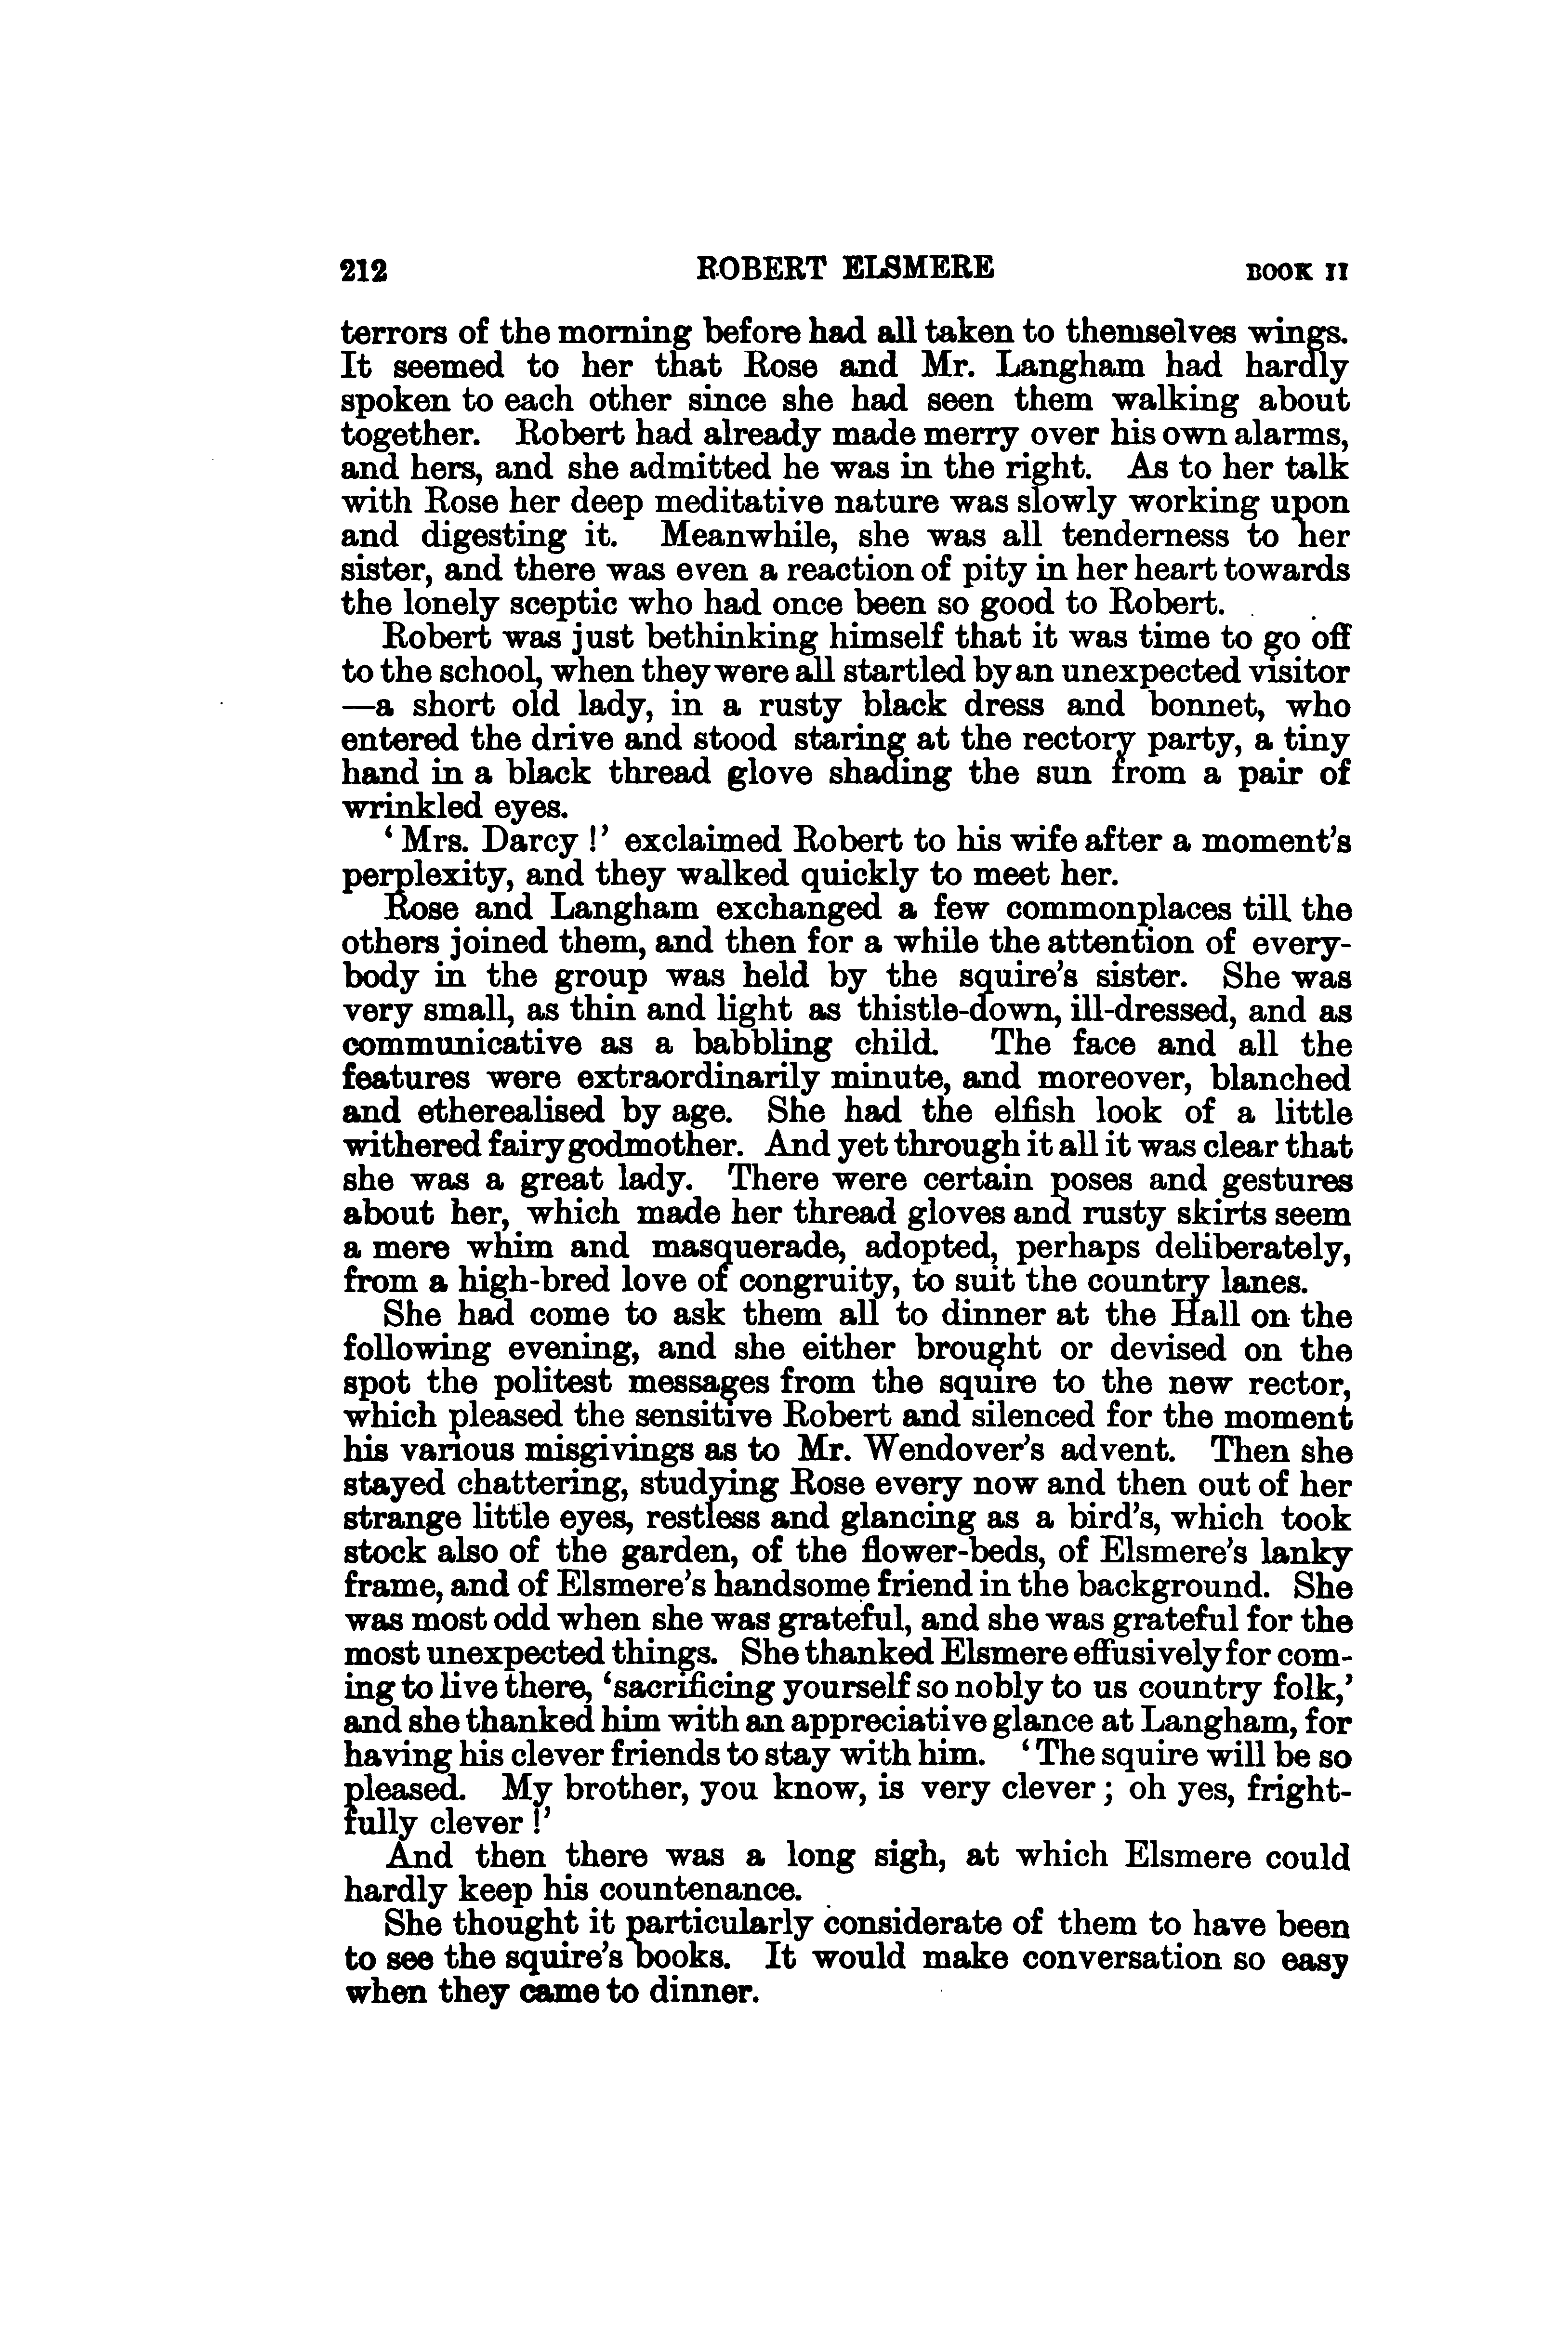 212 ROBERT ELSMERE BOOK II
terrors of the morning before had all taken to themselves wings.
It seemed to her that Rose and Mr. Langham had hardly
spoken to each other since she had seen them walking about
together. Robert had already made merry over his own alarms,
and hers, and she admitted he was in the right. As to her talk
with Rose her deep meditative nature was slowly working upon
and digesting it. Meanwhile, she was all tenderness to her
sister, and there was even a reaction of pity in her heart towards
the lonely sceptic who had once been so good to Robert.
Robert was just bethinking himself that it was time to go off
to the school, when they were all startled by an unexpected visitor
—a short old lady, in a rusty black dress and bonnet, who
entered the drive and stood staring at the rectory party, a tiny
hand in a black thread glove shading the sun from a pair of
wrinkled eyes.
‘Mrs. Darcy!’ exclaimed Robert to his wife after a moment's
perplexity, and they walked quickly to meet her.
Rose and Langham exchanged a few commonplaces till the
others joined them, and then for a while the attention of every-
body in the group was held by the squire's sister. She was
very small, as thin and light as thistle-down, ill-dressed, and as
communicative as a babbling child. The face and all the
features were extraordinarily minute, and moreover, blanched
and etherealised by age. She had the elfish look of a little
withered fairy godmother. And yet through it all it was clear that
she was a great lady. There were certain poses and gestures
about her, which made her thread gloves and rusty skirts seem
a mere whim and masquerade, adopted, perhaps deliberately,
from a high-bred love of congruity, to suit the country lanes.
She had come to ask them all to dinner at the Hall on the
following evening, and she either brought or devised on the
spot the politest messages from the squire to the new rector,
which pleased the sensitive Robert and silenced for the moment
his various misgivings as to Mr. Wendover's advent. Then she
stayed chattering, studying Rose every now and then out of her
strange little eyes, restless and glancing as a bird's, which took
stock also of the garden, of the flower-beds, of Elsmere's lanky
frame, and of Elsmere's handsome friend in the background. She
was most odd when she was grateful, and she was grateful for the
most unexpected things. She thanked Elsmere effusively for com-
ing to live there, ‘sacrificing yourself so nobly to us country folk,’
and she thanked him with an appreciative glance at Langham, for
having his clever friends to stay with him. ‘The squire will be so
pleased. My brother, you know, is very clever; oh yes, fright-
fully clever!’
And then there was a long sigh, at which Elsmere could
hardly keep his countenance.
She thought it particularly considerate of them to have been
to see the squire's books. It would make conversation so easy
when they came to dinner.